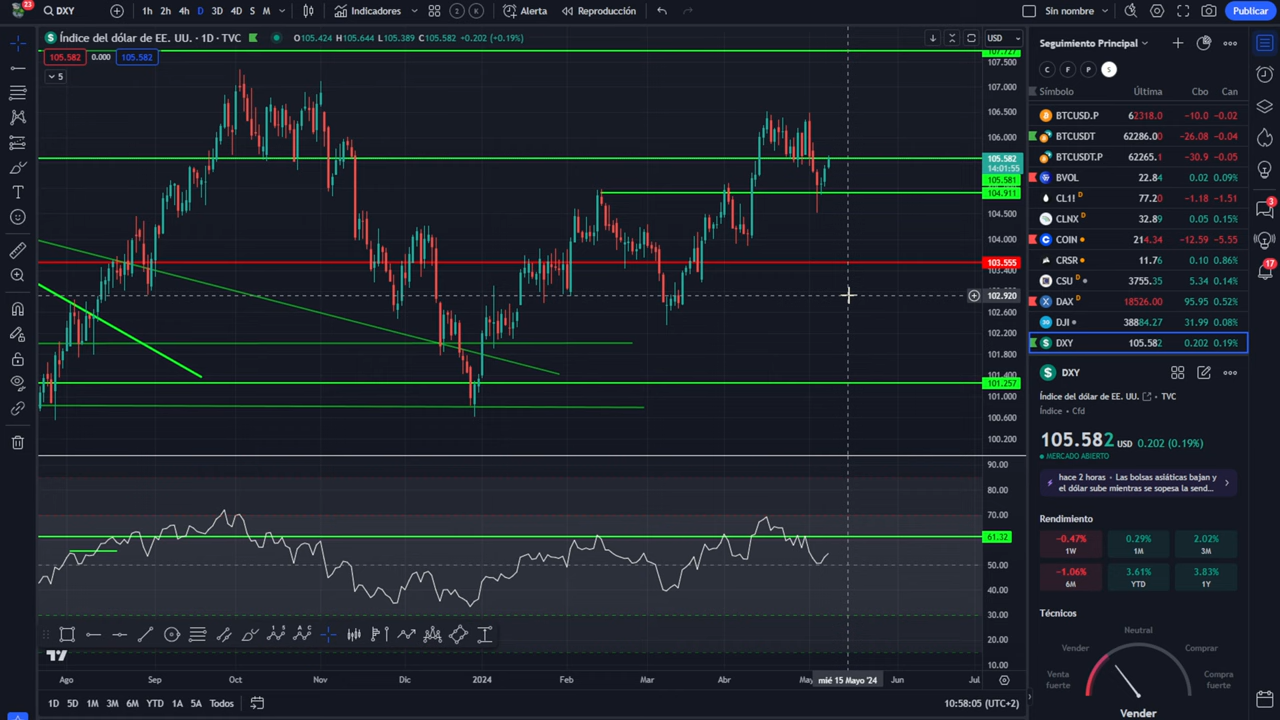 23
DXY
1h 2h 4h D 3D 4D S M
Indicadores
2 K
Alerta
Reproducción
Sin nombre
Publicar
Índice del dólar de EE. UU. · 1D · TVC
O105.424 H105.644 L105.389 C105.582 +0.202 (+0.19%)
105.582 0.000 105.582
5
USD
107.727
107.500
107.000
106.500
106.000
105.582
14:01:55
105.581
104.911
104.500
104.000
103.555
103.400
102.920
102.600
102.200
101.800
101.400
101.257
101.000
100.600
100.200
90.00
80.00
70.00
61.32
50.00
40.00
30.00
20.00
10.00
Ago Sep Oct Nov Dic 2024 Feb Mar Abr May mié 15 Mayo '24 Jun Jul
1D 5D 1M 3M 6M YTD 1A 5A Todos
10:58:05 (UTC+2)
Seguimiento Principal
C F P S
Símbolo Última Cbo Can
BTCUSD.P 62318.0 -10.0 -0.02
BTCUSDT 62286.00 -26.08 -0.04
BTCUSDT.P 62265.1 -30.9 -0.05
BVOL 22.84 0.02 0.09%
CL1! D 77.20 -1.18 -1.51
CLNX D 32.89 0.05 0.15%
COIN 214.34 -12.59 -5.55
CRSR 11.76 0.10 0.86%
CSU 3755.35 5.34 0.14%
DAX D 18526.00 95.95 0.52%
DJI 38884.27 31.99 0.08%
DXY 105.582 0.202 0.19%
DXY
Índice del dólar de EE. UU. · TVC
Índice · Cfd
105.582 USD 0.202 (0.19%)
MERCADO ABIERTO
hace 2 horas · Las bolsas asiáticas bajan y
el dólar sube mientras se sopesa la send...
Rendimiento
-0.47% 0.29% 2.02%
1W 1M 3M
-1.06% 3.61% 3.83%
6M YTD 1Y
Técnicos
Neutral
Vender Comprar
Venta fuerte Compra fuerte
Vender
3
17